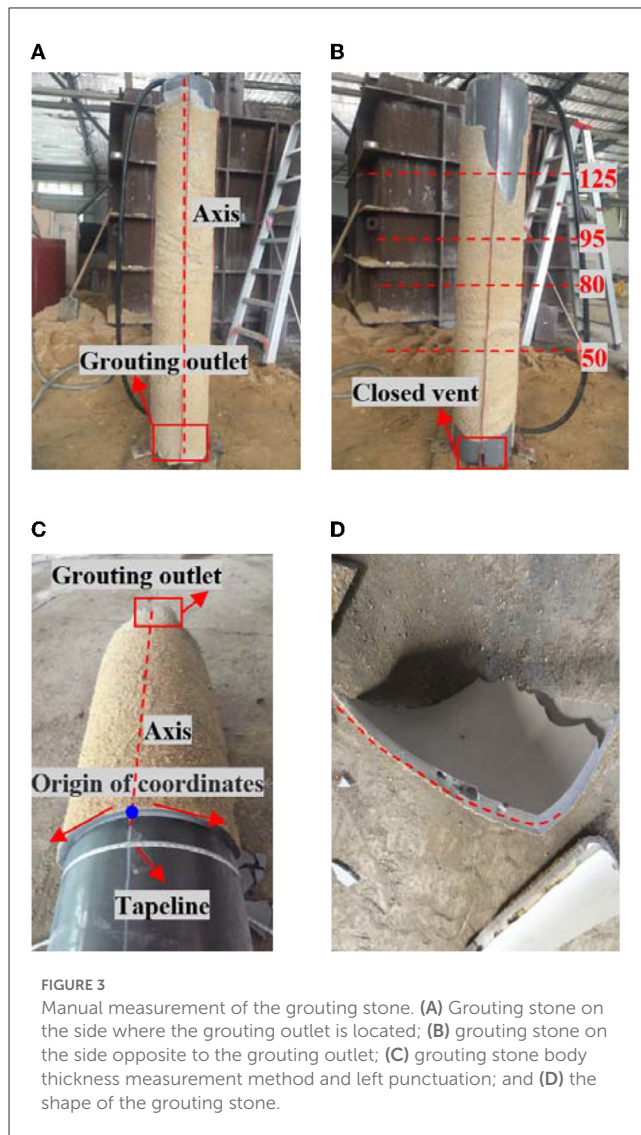 A
B
Axis
Grouting outlet
125
95
80
50
Closed vent
C
D
Grouting outlet
Axis
Origin of coordinates
Tapeline
FIGURE 3
Manual measurement of the grouting stone. (A) Grouting stone on
the side where the grouting outlet is located; (B) grouting stone on
the side opposite to the grouting outlet; (C) grouting stone body
thickness measurement method and left punctuation; and (D) the
shape of the grouting stone.